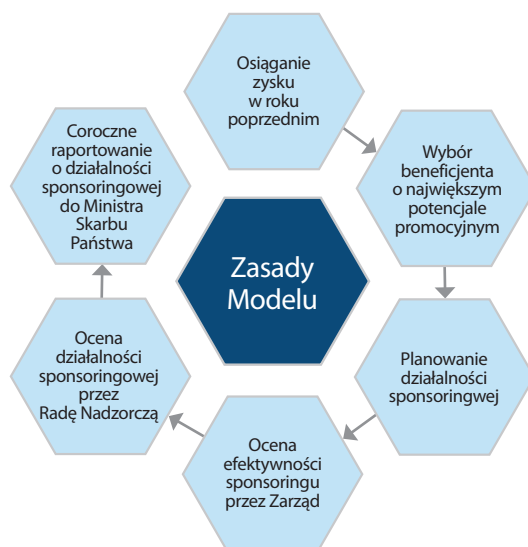 Osiąganie
zysku
w roku
poprzednim
Wybór
beneficjenta
o największym
potencjale
promocyjnym
Planowanie
działalności
sponsoringwej
Ocena
efektywności
sponsoringu
przez Zarząd
Ocena
działalności
sponsoringowej
przez
Radę Nadzorczą
Coroczne
raportowanie
o działalności
sponsoringowej
do Ministra
Skarbu
Państwa
Zasady
Modelu